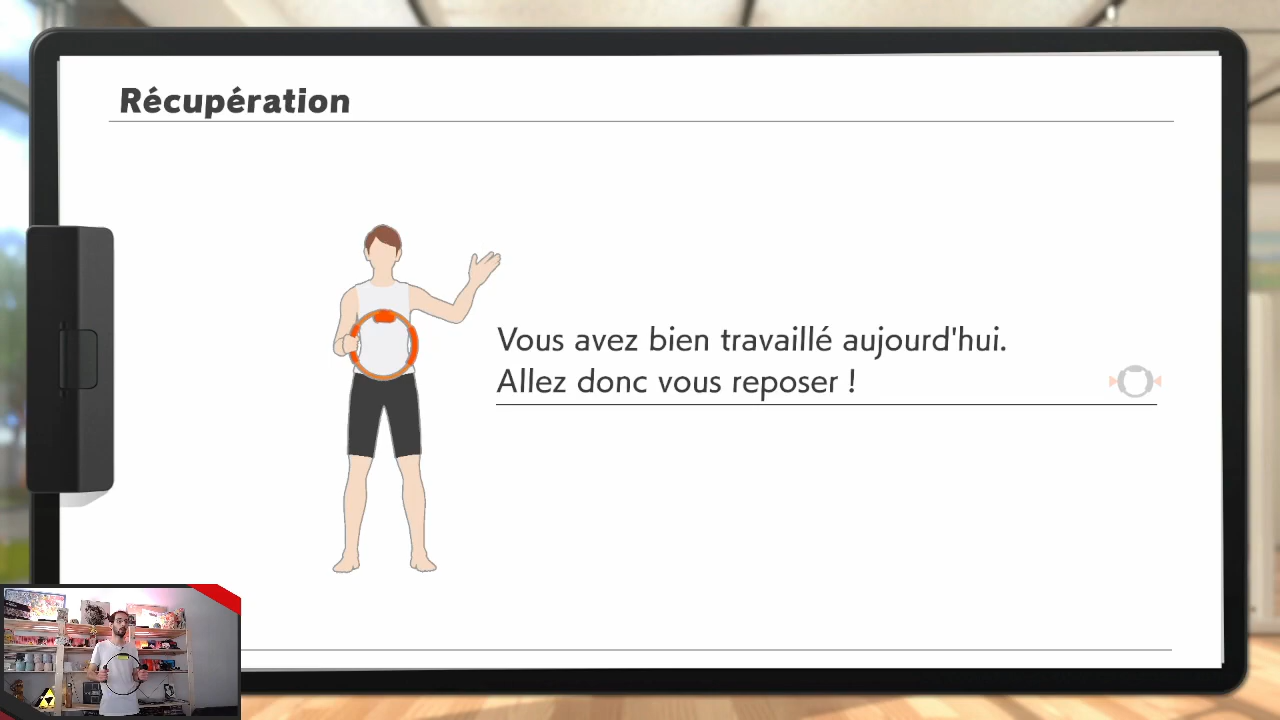 Récupération
Vous avez bien travaillé aujourd'hui.
Allez donc vous reposer !